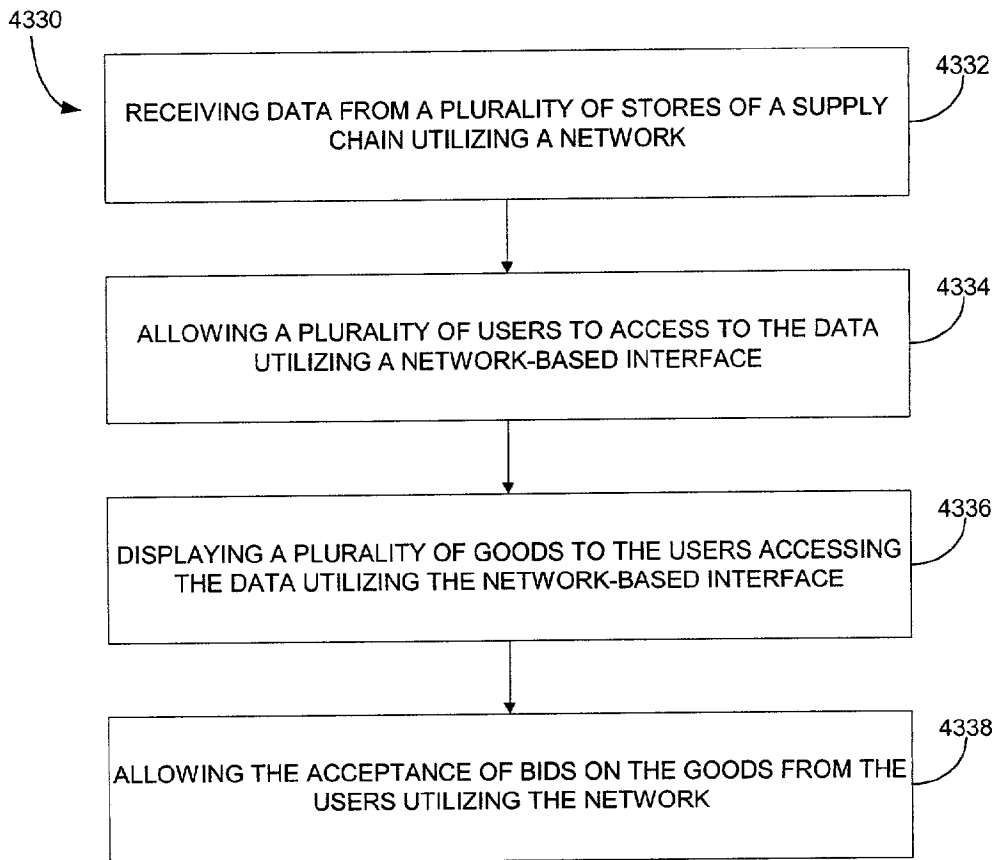 4330
4332
RECEIVING DATA FROM A PLURALITY OF STORES OF A SUPPLY
CHAIN UTILIZING A NETWORK
4334
ALLOWING A PLURALITY OF USERS TO ACCESS TO THE DATA
UTILIZING A NETWORK-BASED INTERFACE
4336
DISPLAYING A PLURALITY OF GOODS TO THE USERS ACCESSING
THE DATA UTILIZING THE NETWORK-BASED INTERFACE
4338
ALLOWING THE ACCEPTANCE OF BIDS ON THE GOODS FROM THE
USERS UTILIZING THE NETWORK